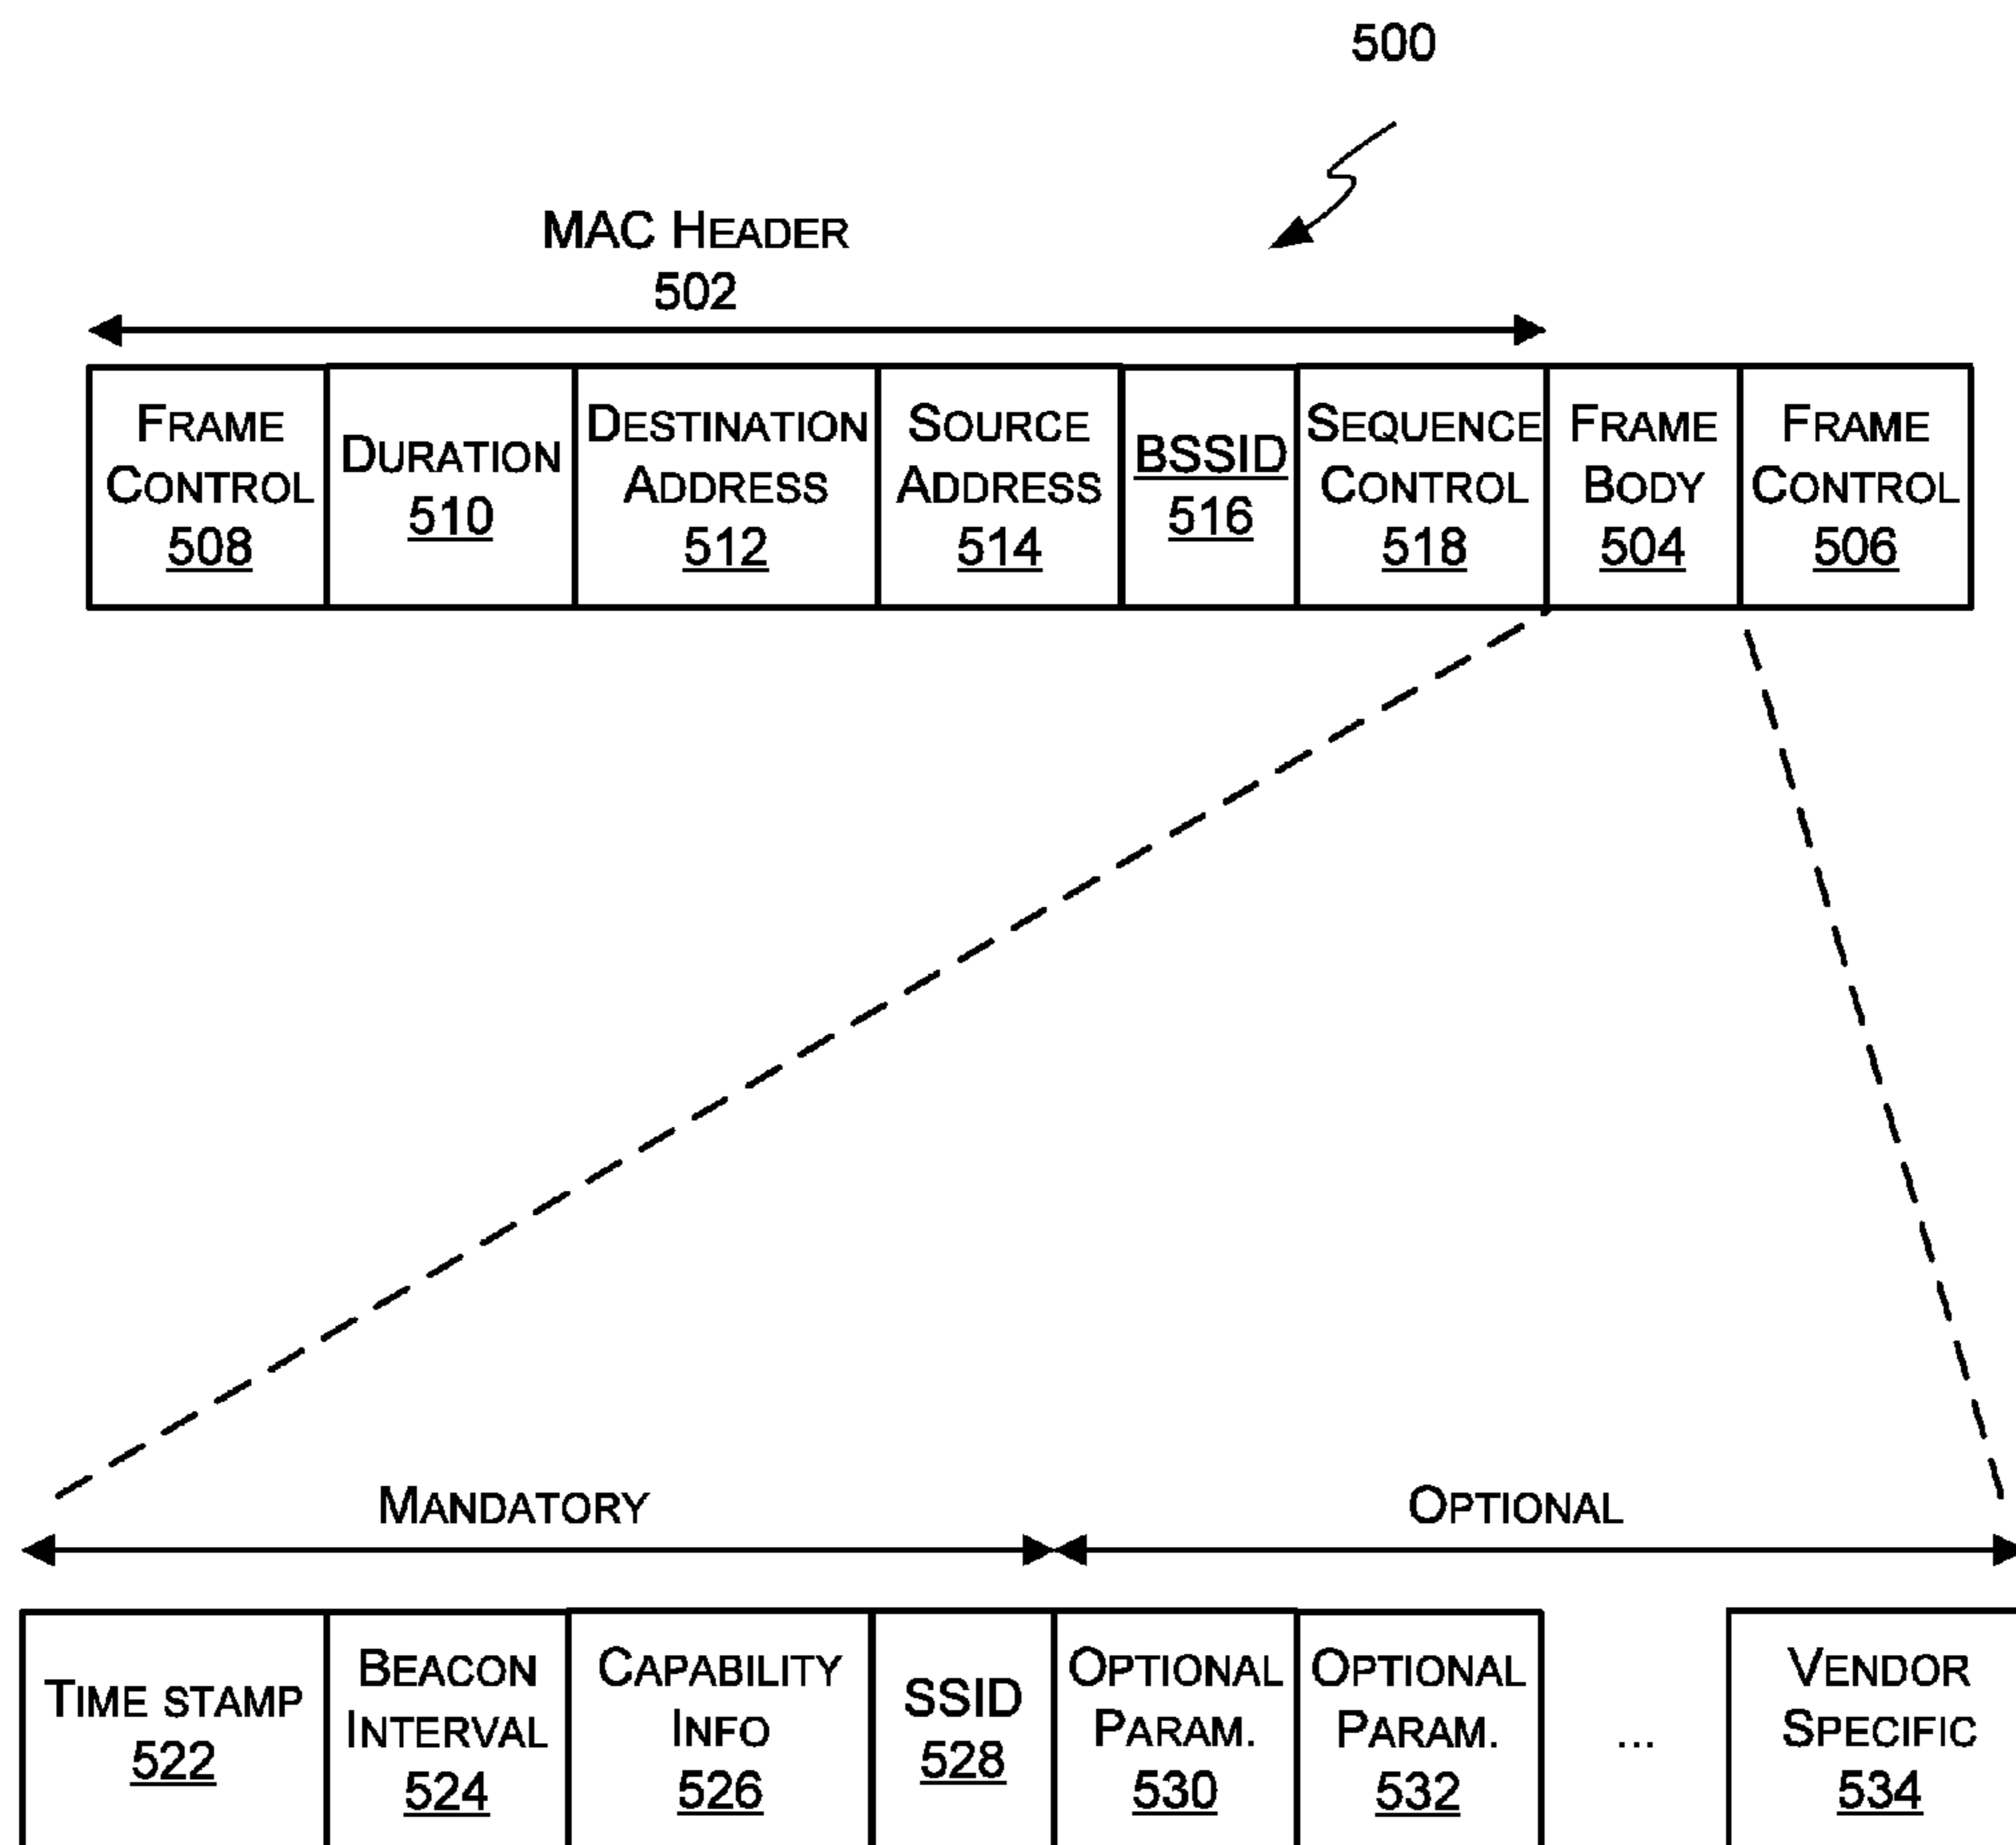 500
MAC HEADER
502
FRAME
CONTROL
508
DURATION
510
DESTINATION
ADDRESS
512
SOURCE
ADDRESS
514
BSSID
516
SEQUENCE
CONTROL
518
FRAME
BODY
504
FRAME
CONTROL
506
MANDATORY
OPTIONAL
TIME STAMP
522
BEACON
INTERVAL
524
CAPABILITY
INFO
526
SSID
528
OPTIONAL
PARAM.
530
OPTIONAL
PARAM.
532
...
VENDOR
SPECIFIC
534